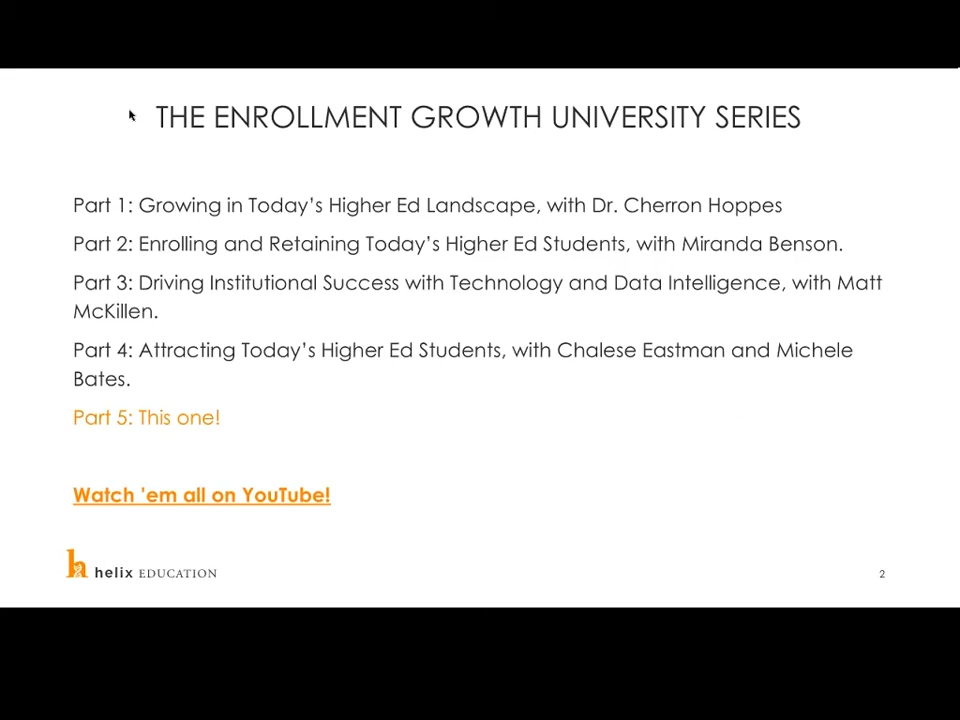 THE ENROLLMENT GROWTH UNIVERSITY SERIES
Part 1: Growing in Today’s Higher Ed Landscape, with Dr. Cherron Hoppes
Part 2: Enrolling and Retaining Today’s Higher Ed Students, with Miranda Benson.
Part 3: Driving Institutional Success with Technology and Data Intelligence, with Matt
McKillen.
Part 4: Attracting Today’s Higher Ed Students, with Chalese Eastman and Michele
Bates.
Part 5: This one!
Watch 'em all on YouTube!
h helix EDUCATION
2